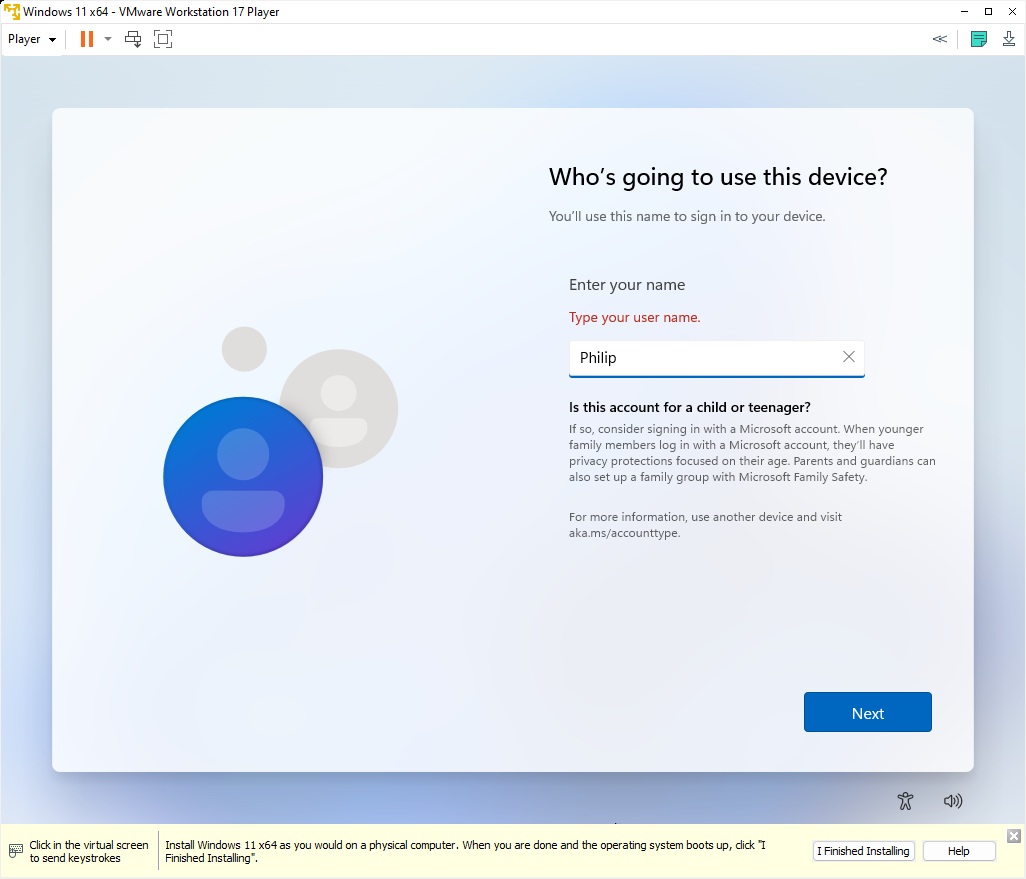 Windows 11 x64 - VMware Workstation 17 Player
Player
Who's going to use this device?
You'll use this name to sign in to your device.
Enter your name
Type your user name.
Philip
Is this account for a child or teenager?
If so, consider signing in with a Microsoft account. When younger
family members log in with a Microsoft account, they'll have
privacy protections focused on their age. Parents and guardians can
also set up a family group with Microsoft Family Safety.
For more information, use another device and visit
aka.ms/accounttype.
Next
Click in the virtual screen
to send keystrokes
Install Windows 11 x64 as you would on a physical computer. When you are done and the operating system boots up, click "I
Finished Installing".
I Finished Installing
Help